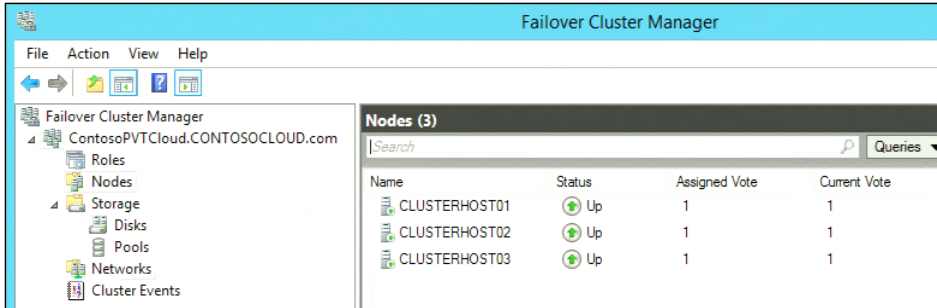 Failover Cluster Manager
File Action View Help
Failover Cluster Manager
ContosoPVTCloud.CONTOSOCLOUD.com
Roles
Nodes
Storage
Disks
Pools
Networks
Cluster Events
Nodes (3)
Search Queries
Name Status Assigned Vote Current Vote
CLUSTERHOST01 Up 1 1
CLUSTERHOST02 Up 1 1
CLUSTERHOST03 Up 1 1